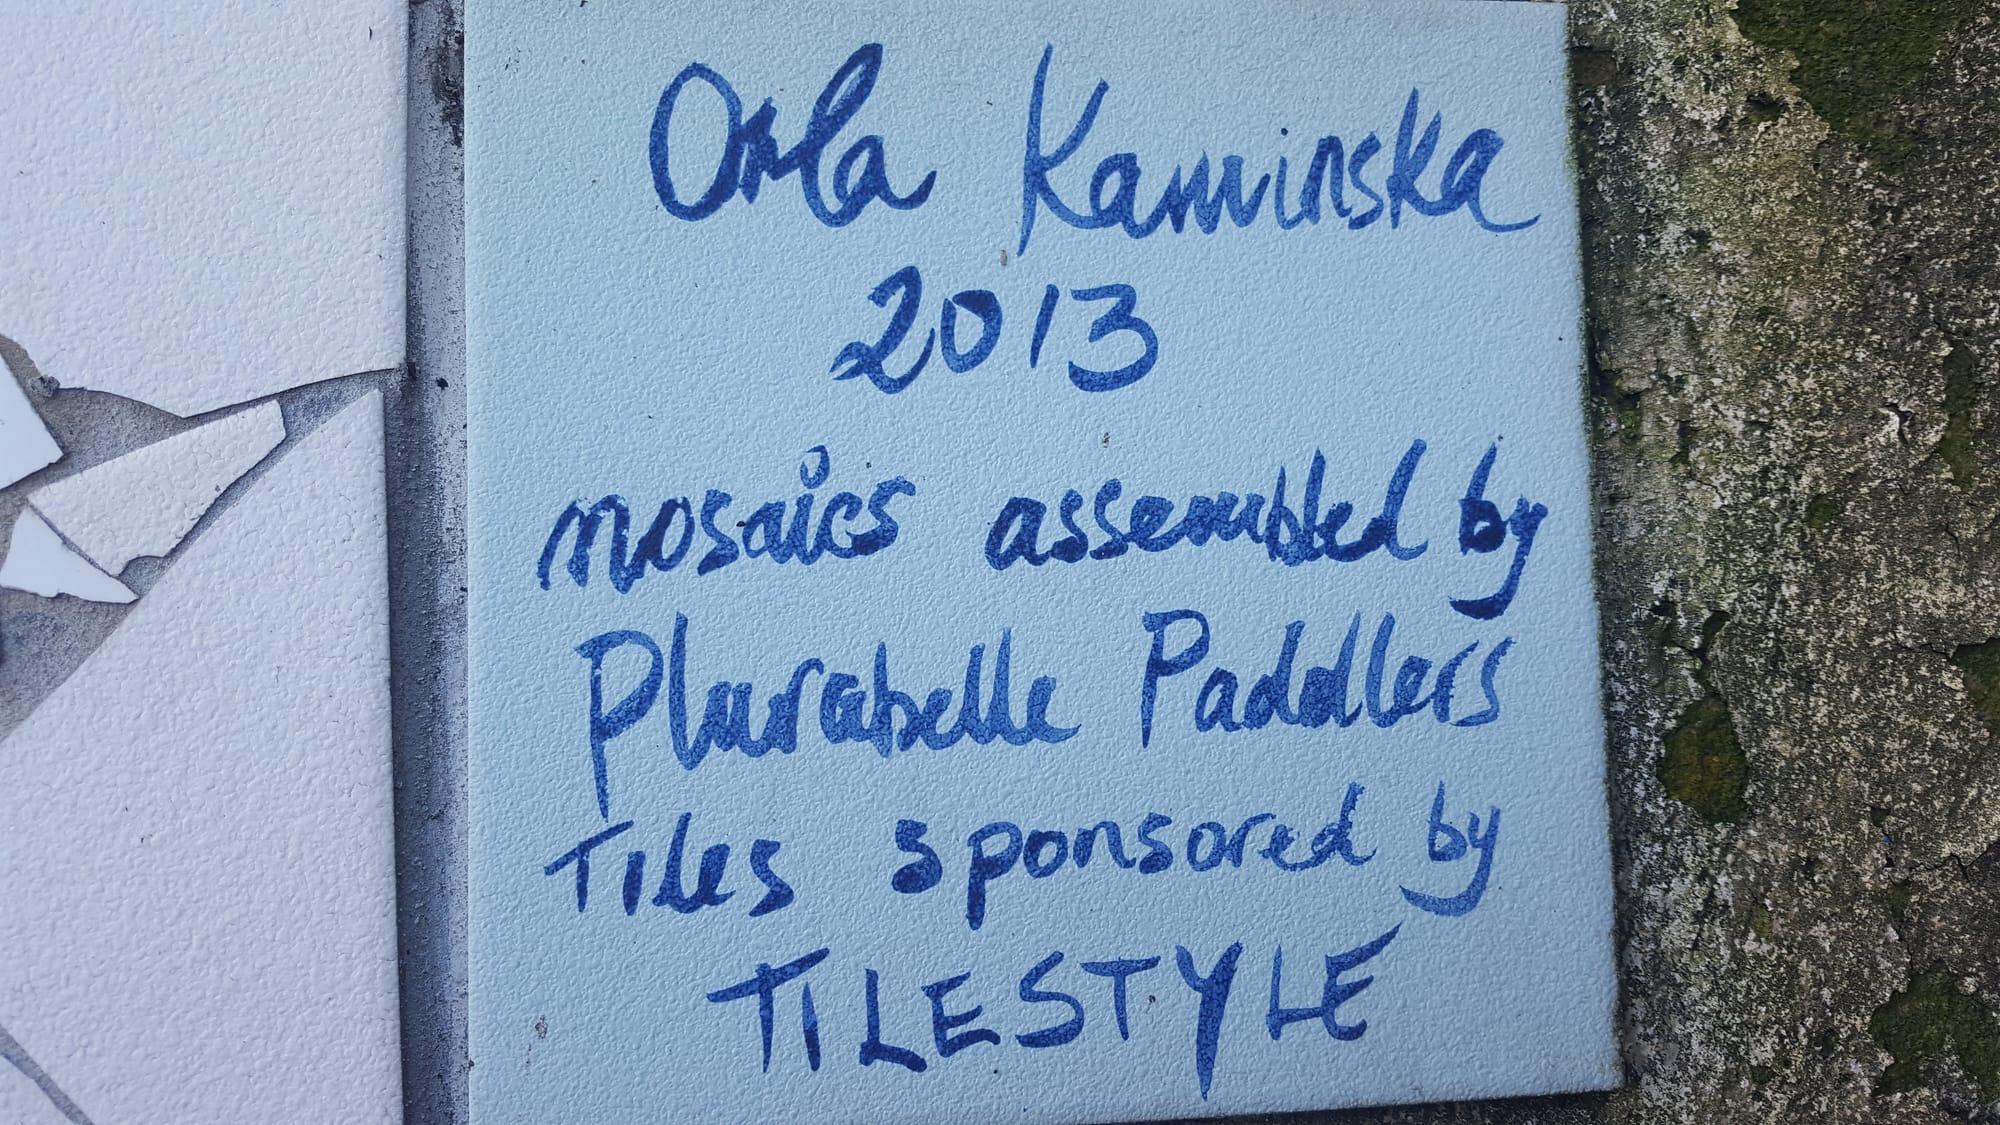 Orla Kaminska
2013
mosaics assembled by
Plurabelle Paddlers
Tiles sponsored by
TILESTYLE